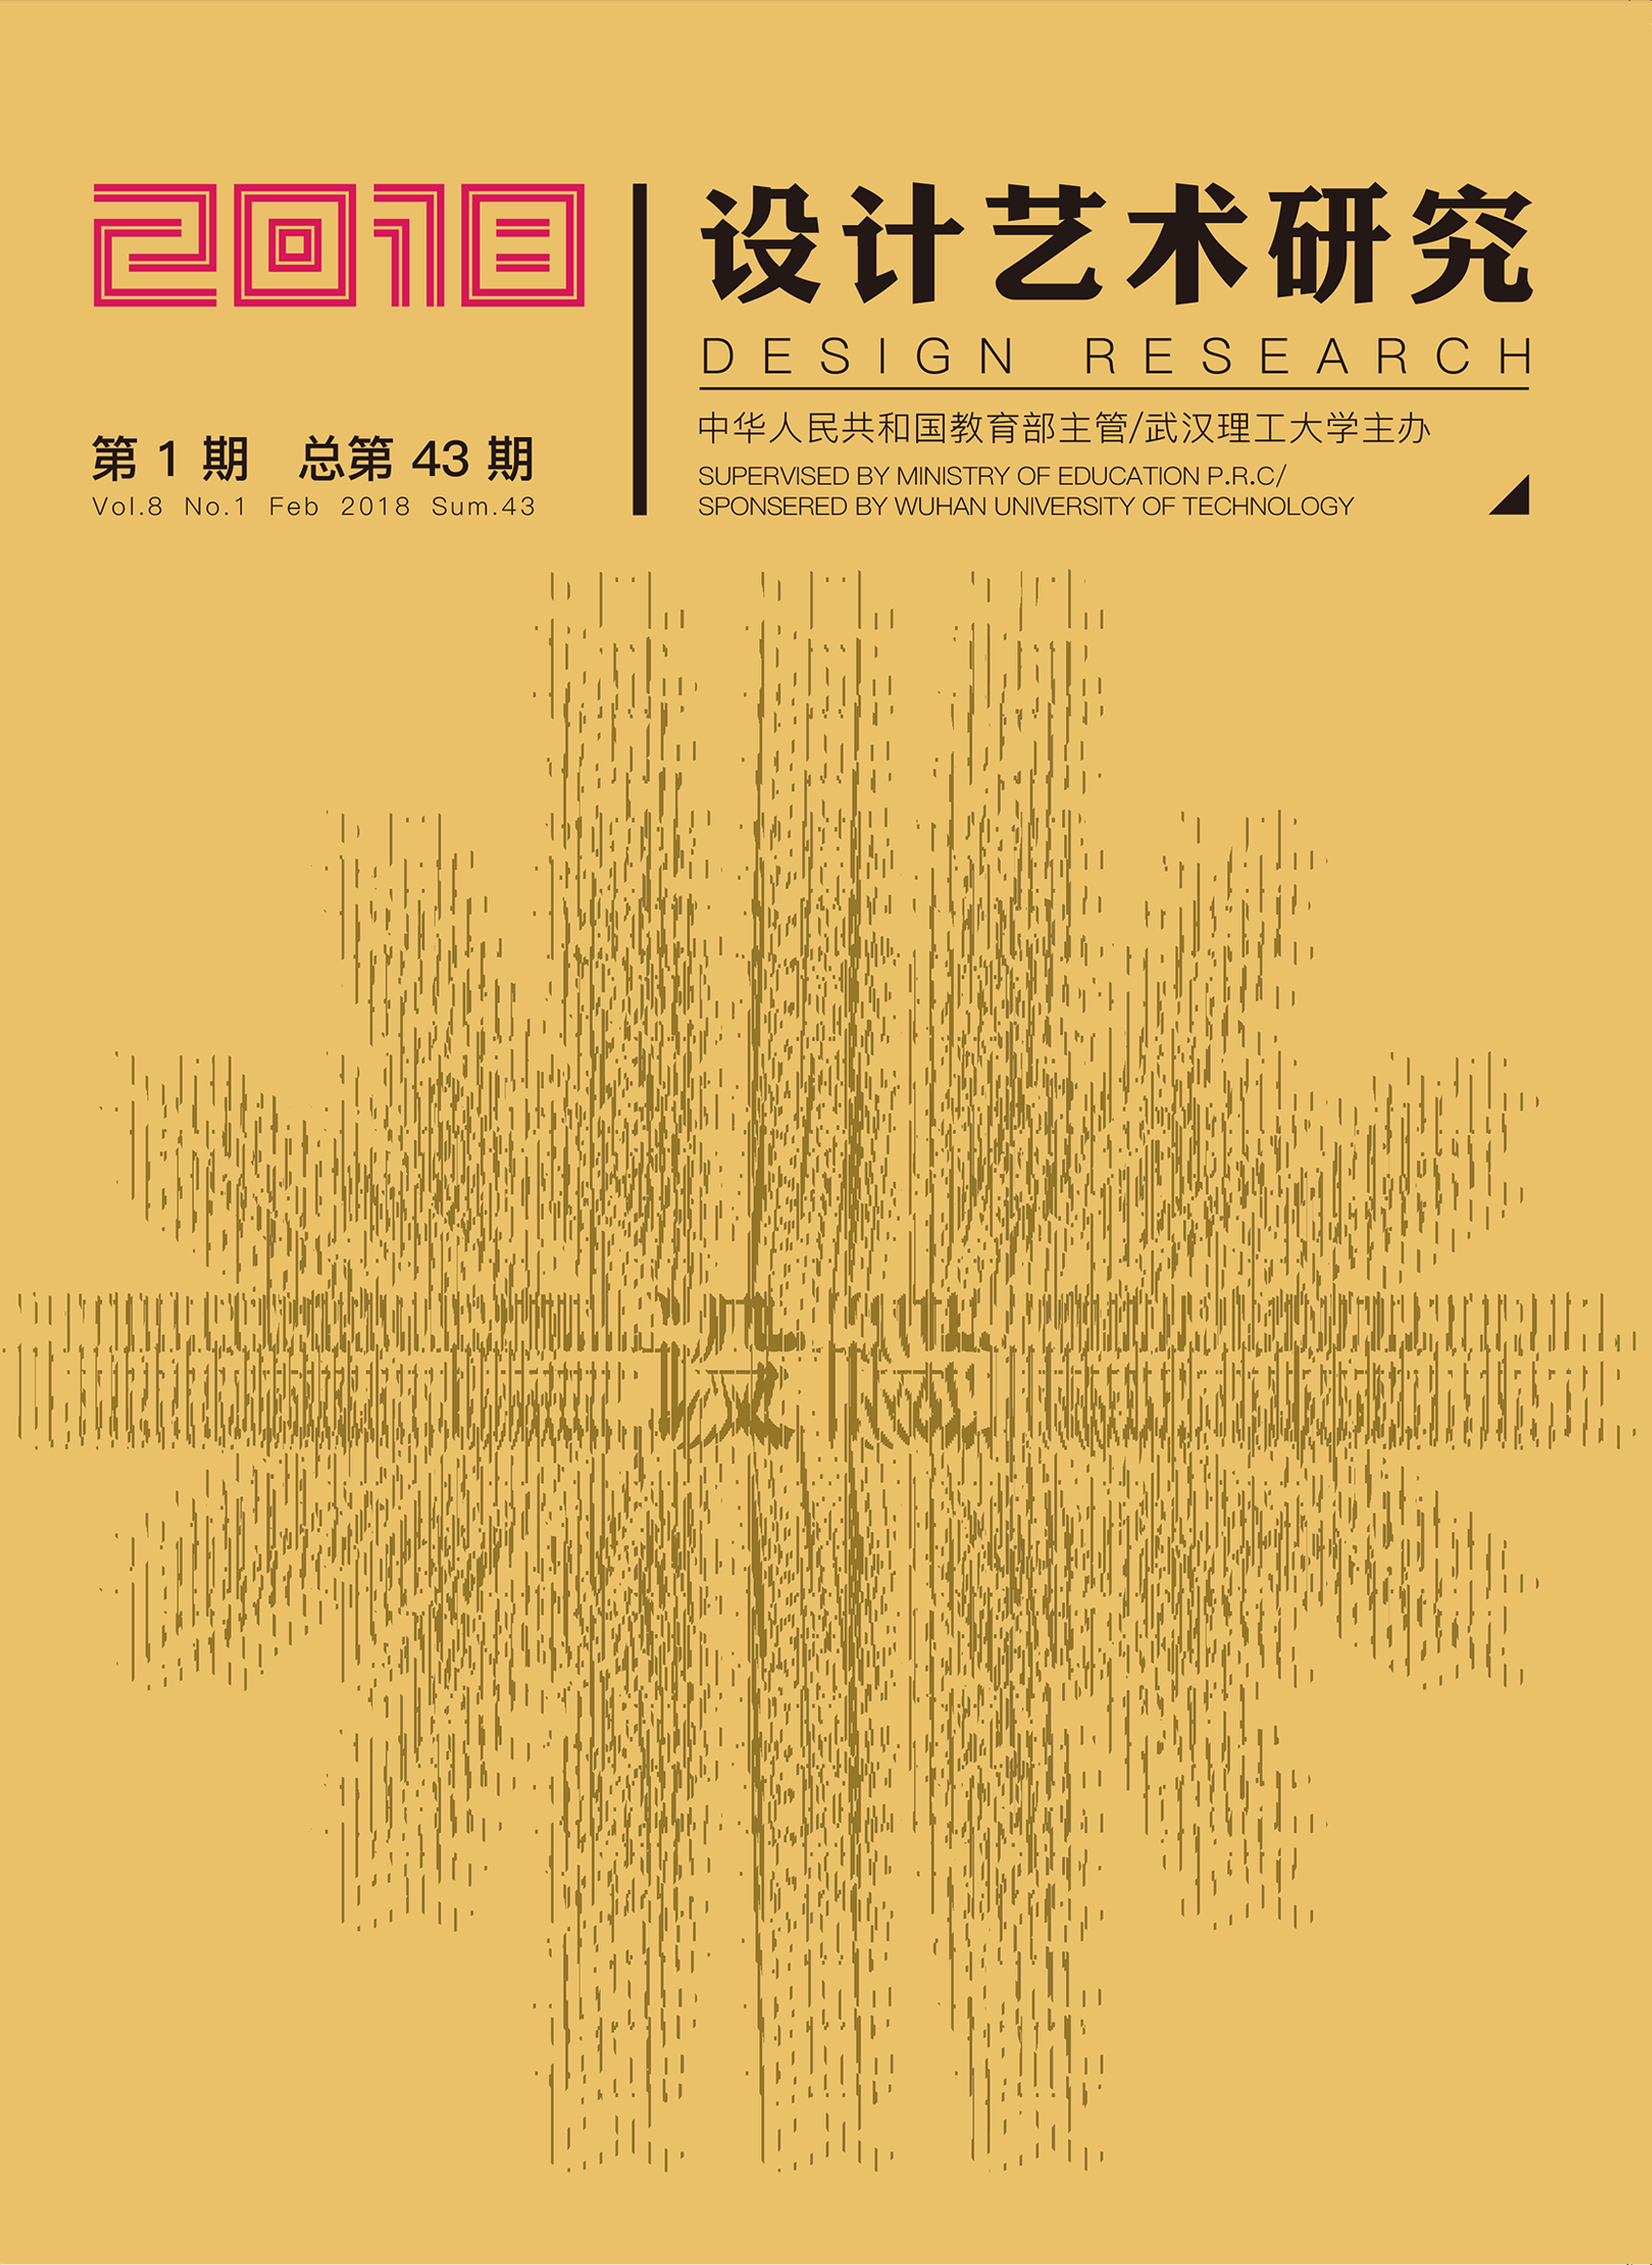 2018
第 1 期 总第 43 期
Vol.8 No.1 Feb 2018 Sum.43
设计艺术研究
DESIGN RESEARCH
中华人民共和国教育部主管/武汉理工大学主办
SUPERVISED BY MINISTRY OF EDUCATION P.R.C/
SPONSERED BY WUHAN UNIVERSITY OF TECHNOLOGY